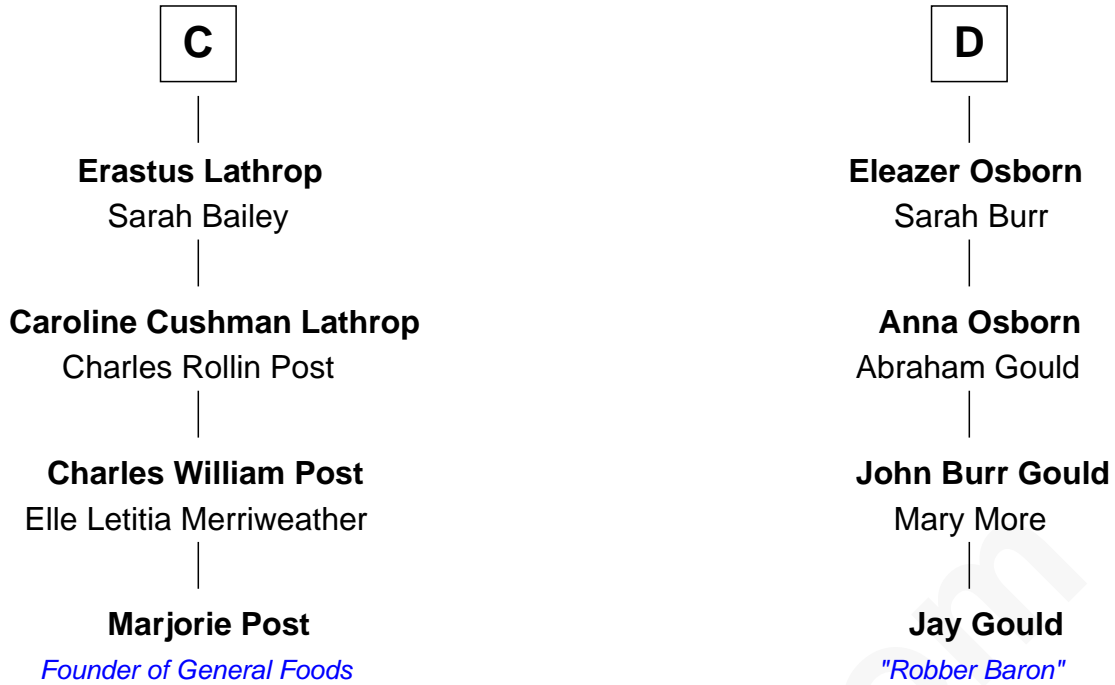 C
Erastus Lathrop
Sarah Bailey
Caroline Cushman Lathrop
Charles Rollin Post
Charles William Post
Elle Letitia Merriweather
Marjorie Post
Founder of General Foods
D
Eleazer Osborn
Sarah Burr
Anna Osborn
Abraham Gould
John Burr Gould
Mary More
Jay Gould
"Robber Baron"